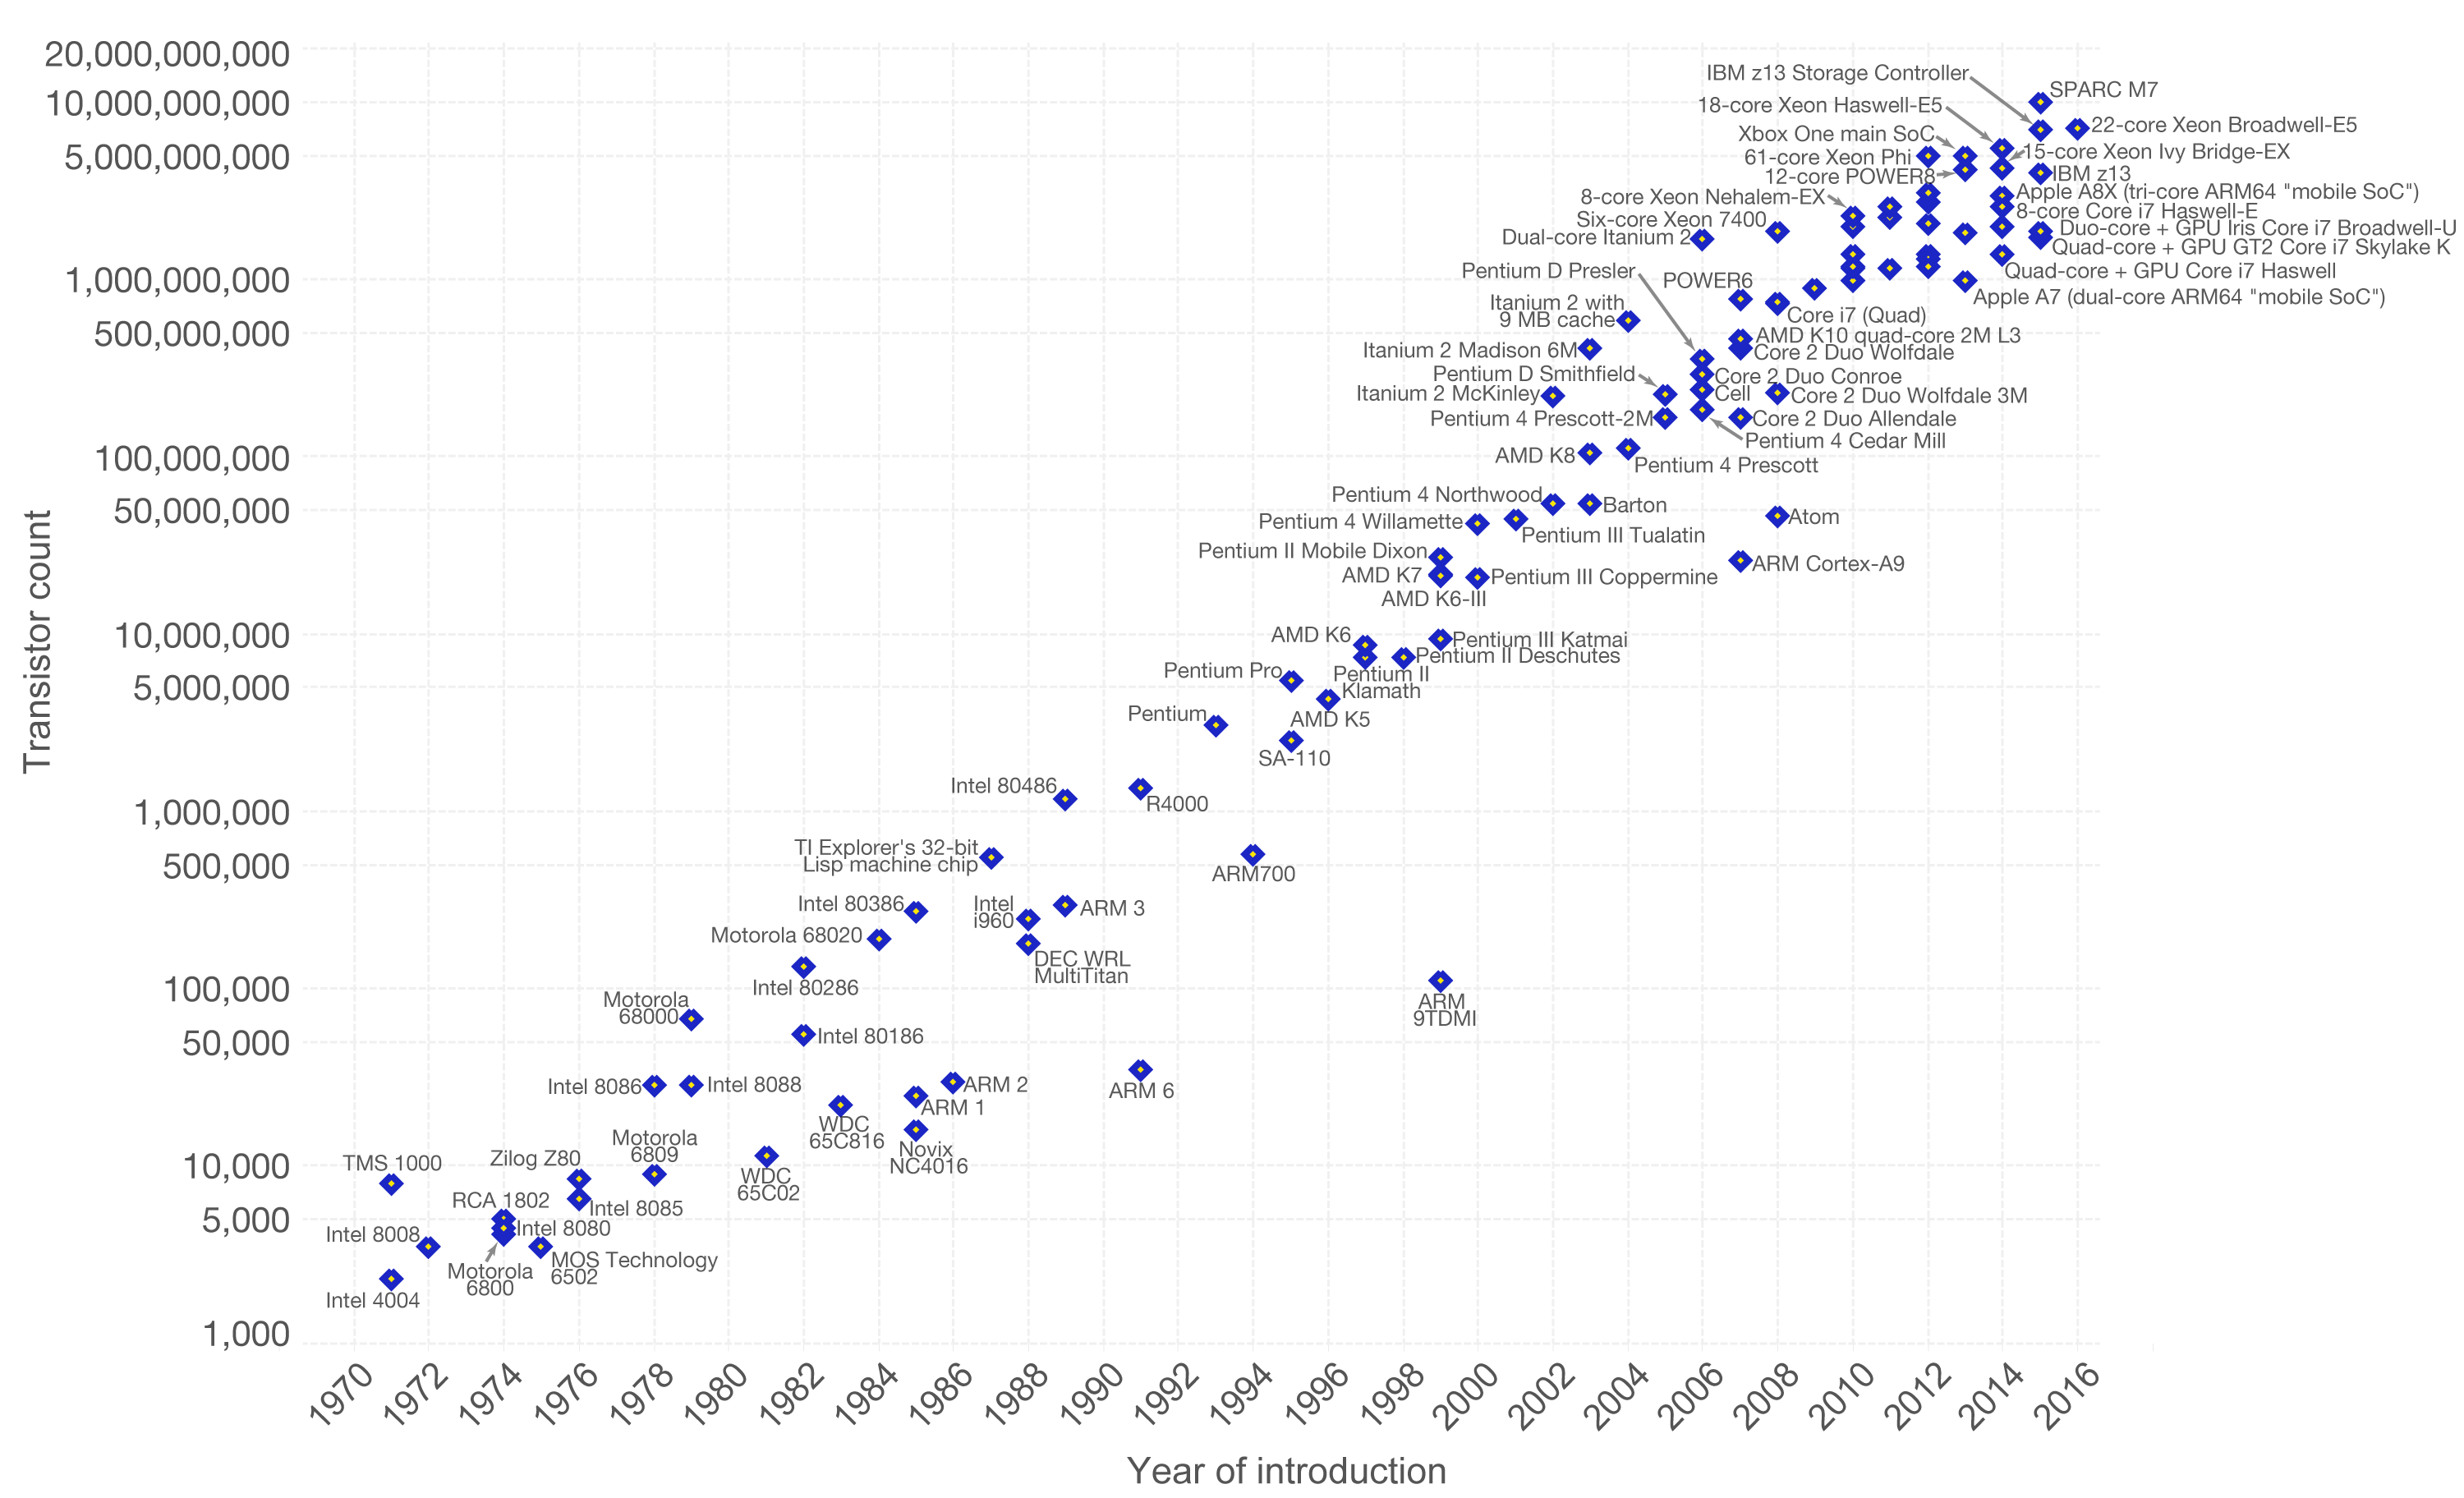 20,000,000,000
10,000,000,000
5,000,000,000
1,000,000,000
500,000,000
100,000,000
50,000,000
10,000,000
5,000,000
1,000,000
500,000
100,000
50,000
10,000
5,000
1,000
Transistor count
IBM z13 Storage Controller
SPARC M7
18-core Xeon Haswell-E5
22-core Xeon Broadwell-E5
Xbox One main SoC
15-core Xeon Ivy Bridge-EX
61-core Xeon Phi
12-core POWER8
IBM z13
Apple A8X (tri-core ARM64 "mobile SoC")
8-core Xeon Nehalem-EX
8-core Core i7 Haswell-E
Six-core Xeon 7400
Duo-core + GPU Iris Core i7 Broadwell-U
Dual-core Itanium 2
Quad-core + GPU GT2 Core i7 Skylake K
Pentium D Presler
Quad-core + GPU Core i7 Haswell
POWER6
Apple A7 (dual-core ARM64 "mobile SoC")
Itanium 2 with
9 MB cache
Core i7 (Quad)
AMD K10 quad-core 2M L3
Itanium 2 Madison 6M
Core 2 Duo Wolfdale
Pentium D Smithfield
Core 2 Duo Conroe
Itanium 2 McKinley
Cell
Core 2 Duo Wolfdale 3M
Pentium 4 Prescott-2M
Core 2 Duo Allendale
Pentium 4 Cedar Mill
AMD K8
Pentium 4 Prescott
Pentium 4 Northwood
Barton
Atom
Pentium 4 Willamette
Pentium III Tualatin
Pentium II Mobile Dixon
ARM Cortex-A9
AMD K7
Pentium III Coppermine
AMD K6-III
AMD K6
Pentium III Katmai
Pentium II Deschutes
Pentium Pro
Pentium II
Klamath
Pentium
AMD K5
SA-110
Intel 80486
R4000
TI Explorer's 32-bit
Lisp machine chip
ARM700
Intel 80386
Intel
i960
ARM 3
Motorola 68020
DEC WRL
MultiTitan
Intel 80286
Motorola
68000
ARM
9TDMI
Intel 80186
Intel 8086
Intel 8088
ARM 2
ARM 6
ARM 1
WDC
65C816
Motorola
6809
Novix
NC4016
TMS 1000
Zilog Z80
WDC
65C02
RCA 1802
Intel 8085
Intel 8008
Intel 8080
MOS Technology
6502
Motorola
6800
Intel 4004
1970
1972
1974
1976
1978
1980
1982
1984
1986
1988
1990
1992
1994
1996
1998
2000
2002
2004
2006
2008
2010
2012
2014
2016
Year of introduction